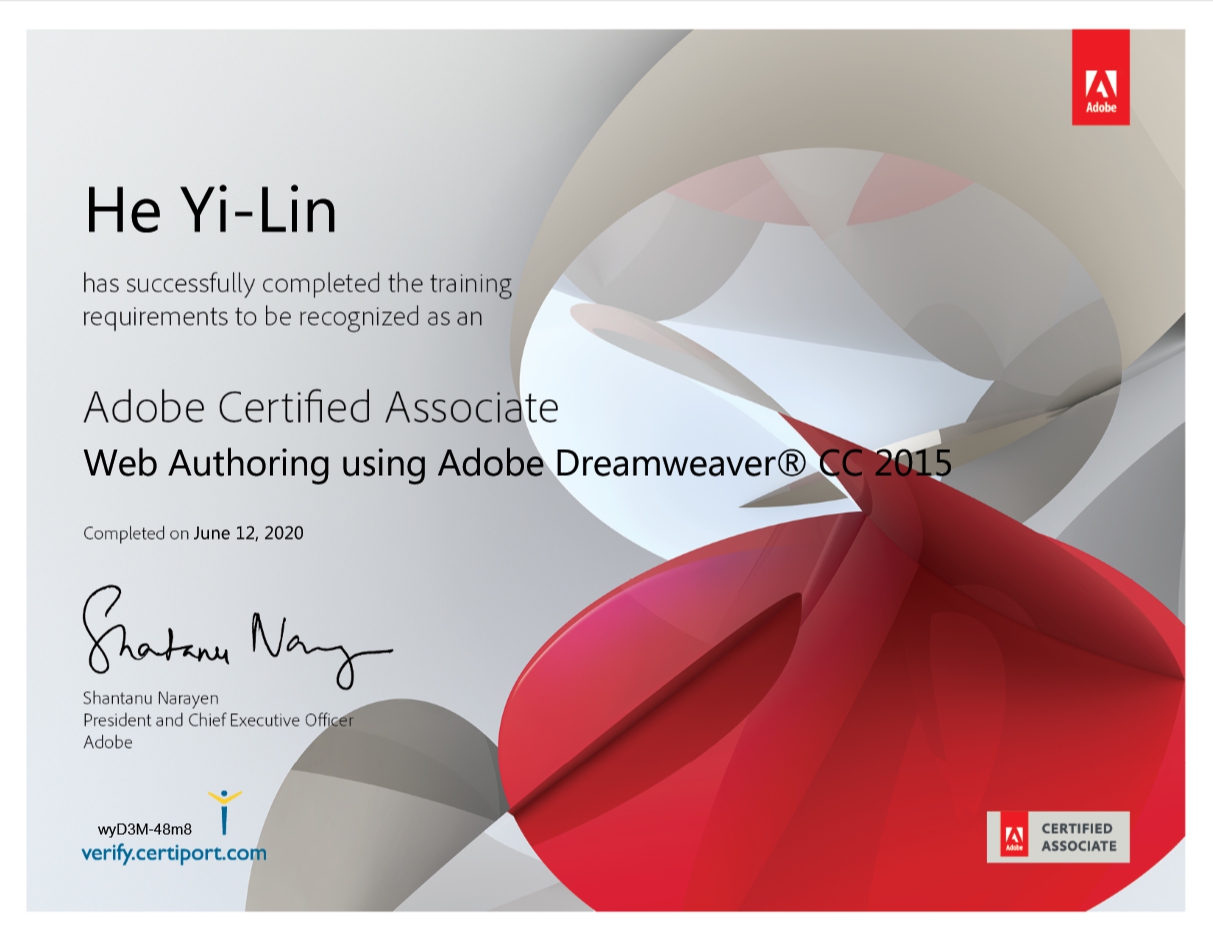 Adobe
He Yi-Lin
has successfully completed the training
requirements to be recognized as an
Adobe Certified Associate
Web Authoring using Adobe Dreamweaver® CC 2015
Completed on June 12, 2020
Shantanu Narayen
Shantanu Narayen
President and Chief Executive Officer
Adobe
wyD3M-48m8
verify.certiport.com
Adobe
CERTIFIED
ASSOCIATE